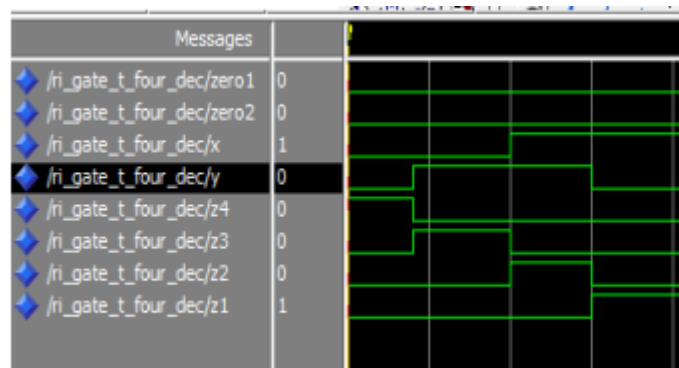 Messages
/ri_gate_t_four_dec/zero1 0
/ri_gate_t_four_dec/zero2 0
/ri_gate_t_four_dec/x 1
/ri_gate_t_four_dec/y 0
/ri_gate_t_four_dec/z4 0
/ri_gate_t_four_dec/z3 0
/ri_gate_t_four_dec/z2 0
/ri_gate_t_four_dec/z1 1